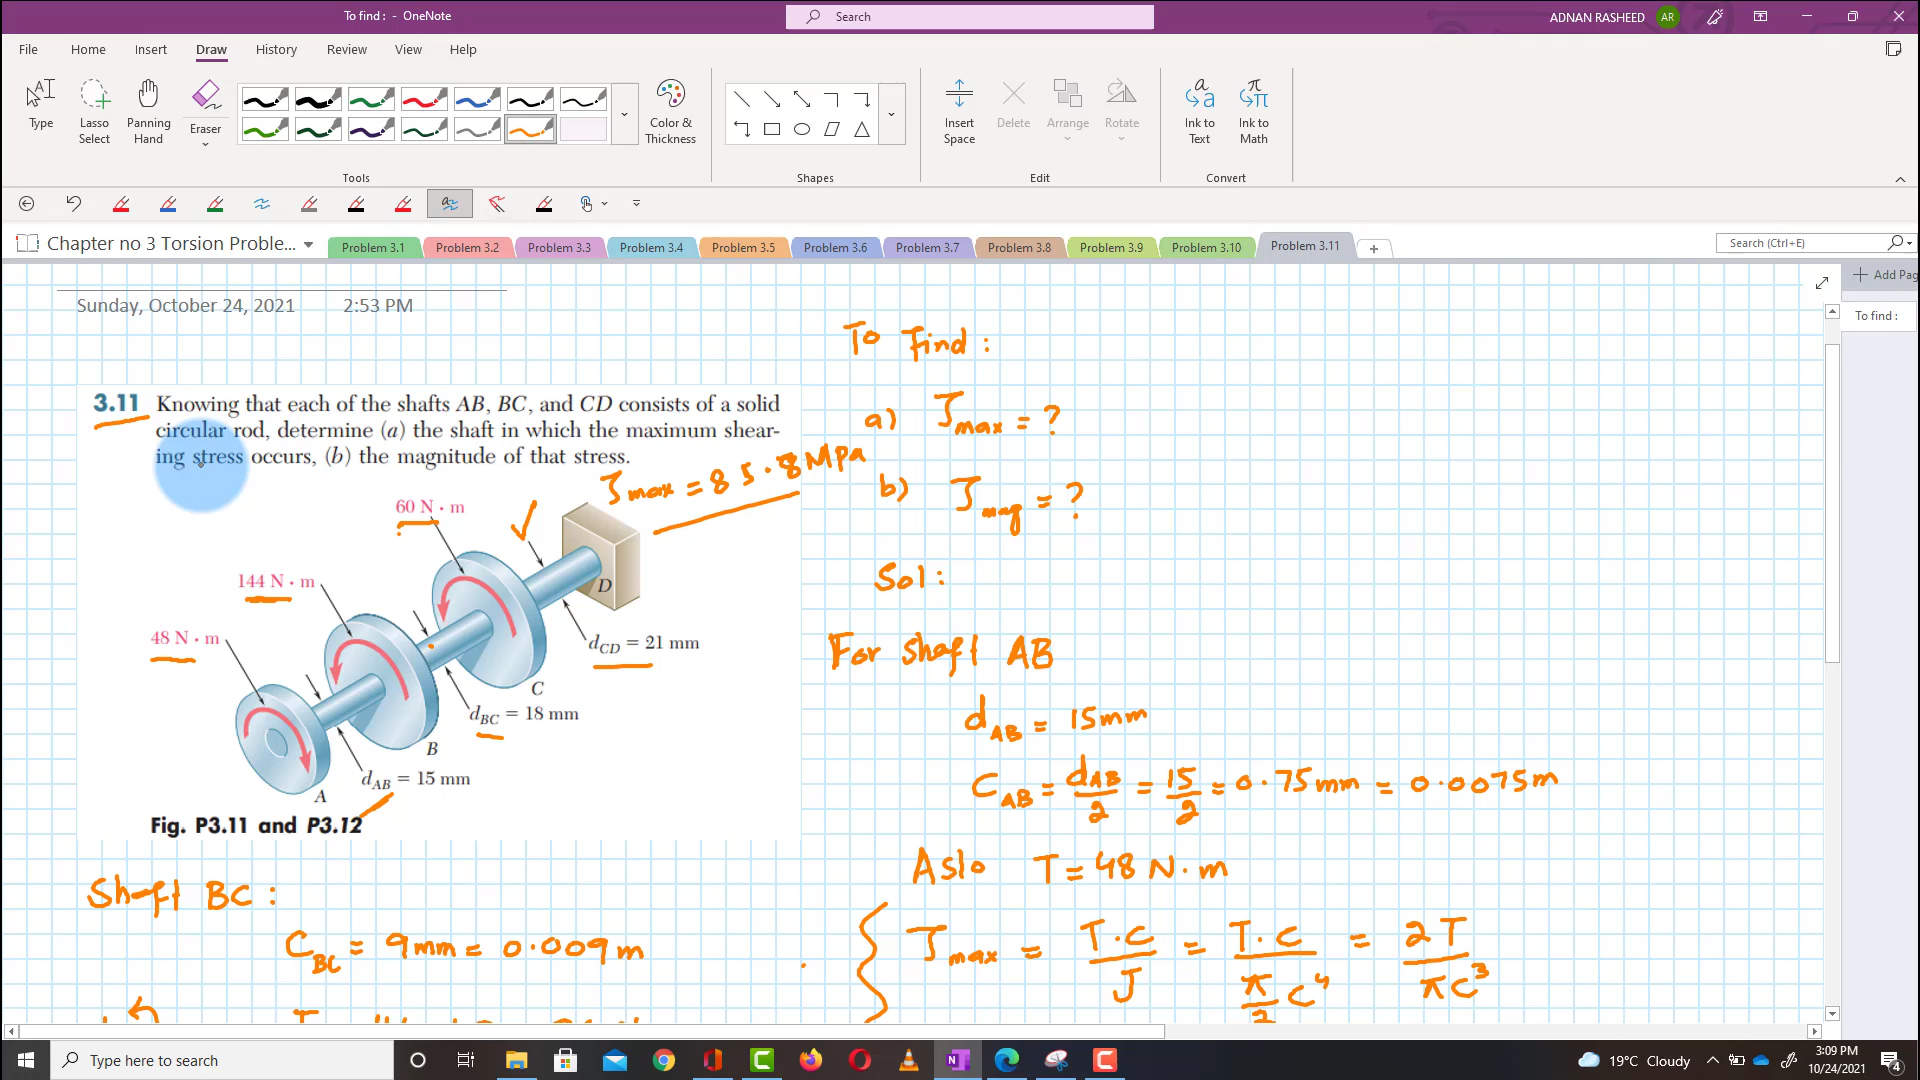 To find : - OneNote
Search
ADNAN RASHEED
AR
File Home Insert Draw History Review View Help
Type
Lasso Select
Panning Hand
Eraser
Color & Thickness
Insert Space
Delete
Arrange
Rotate
Ink to Text
Ink to Math
Tools
Shapes
Edit
Convert
Chapter no 3 Torsion Proble...
Problem 3.1
Problem 3.2
Problem 3.3
Problem 3.4
Problem 3.5
Problem 3.6
Problem 3.7
Problem 3.8
Problem 3.9
Problem 3.10
Problem 3.11
Search (Ctrl+E)
Add Pag
To find :
Sunday, October 24, 2021 2:53 PM
3.11 Knowing that each of the shafts AB, BC, and CD consists of a solid
circular rod, determine (a) the shaft in which the maximum shear-
ing stress occurs, (b) the magnitude of that stress.
τmax = 85.8 MPa
60 N · m
144 N · m
48 N · m
D
dCD = 21 mm
C
dBC = 18 mm
B
dAB = 15 mm
A
Fig. P3.11 and P3.12
Shaft BC :
CBC = 9mm = 0.009 m
To Find :
a) τmax = ?
b) τmag = ?
Sol :
For shaft AB
dAB = 15mm
CAB = dAB/2 = 15/2 = 0.75mm = 0.0075m
Aslo T = 48 N.m
τmax = T.C/J = T.C/(π/2 C⁴) = 2T/πC³
Type here to search
19°C Cloudy
3:09 PM
10/24/2021
4